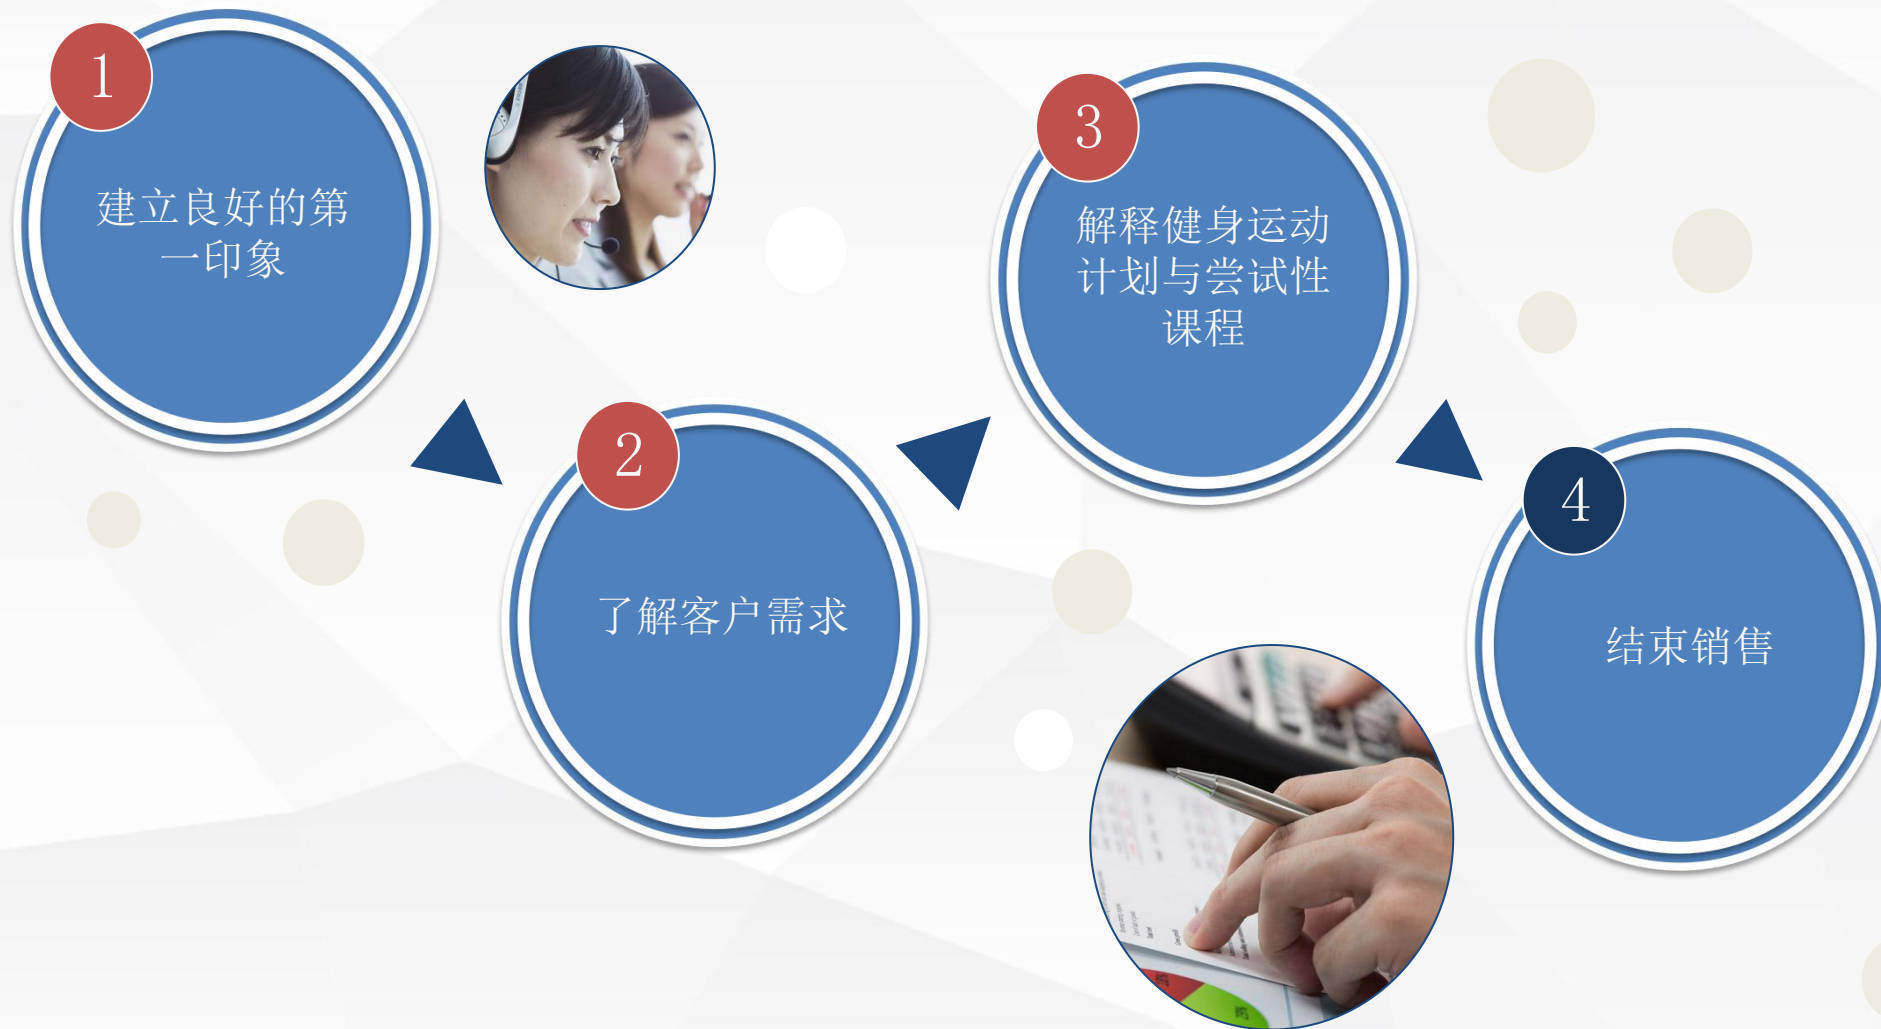 1
建立良好的第
一印象
2
了解客户需求
3
解释健身运动
计划与尝试性
课程
4
结束销售